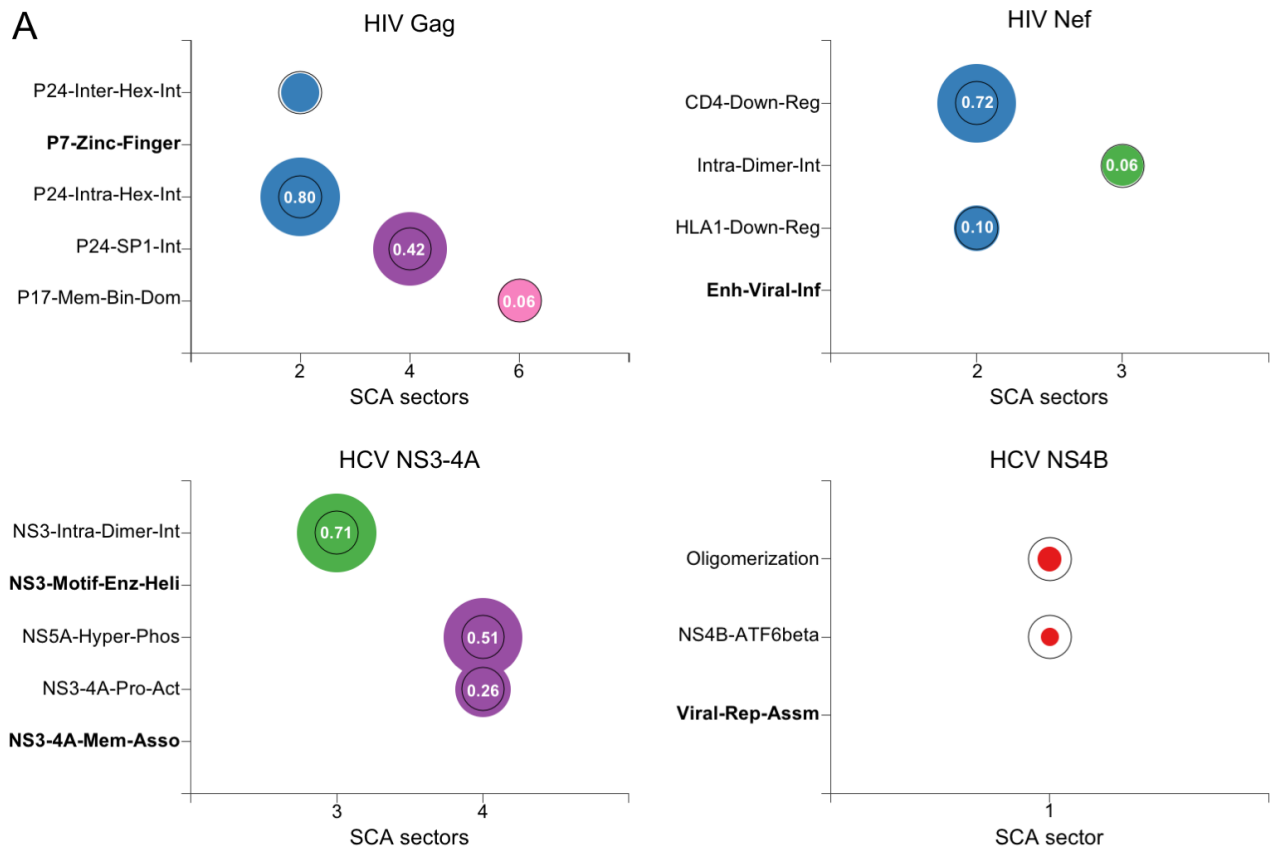 A
HIV Gag
P24-Inter-Hex-Int
P7-Zinc-Finger
P24-Intra-Hex-Int
0.80
P24-SP1-Int
0.42
P17-Mem-Bin-Dom
0.06
2 4 6
SCA sectors
HIV Nef
CD4-Down-Reg
0.72
Intra-Dimer-Int
0.06
HLA1-Down-Reg
0.10
Enh-Viral-Inf
2 3
SCA sectors
HCV NS3-4A
NS3-Intra-Dimer-Int
0.71
NS3-Motif-Enz-Heli
NS5A-Hyper-Phos
0.51
NS3-4A-Pro-Act
0.26
NS3-4A-Mem-Asso
3 4
SCA sectors
HCV NS4B
Oligomerization
NS4B-ATF6beta
Viral-Rep-Assm
1
SCA sector